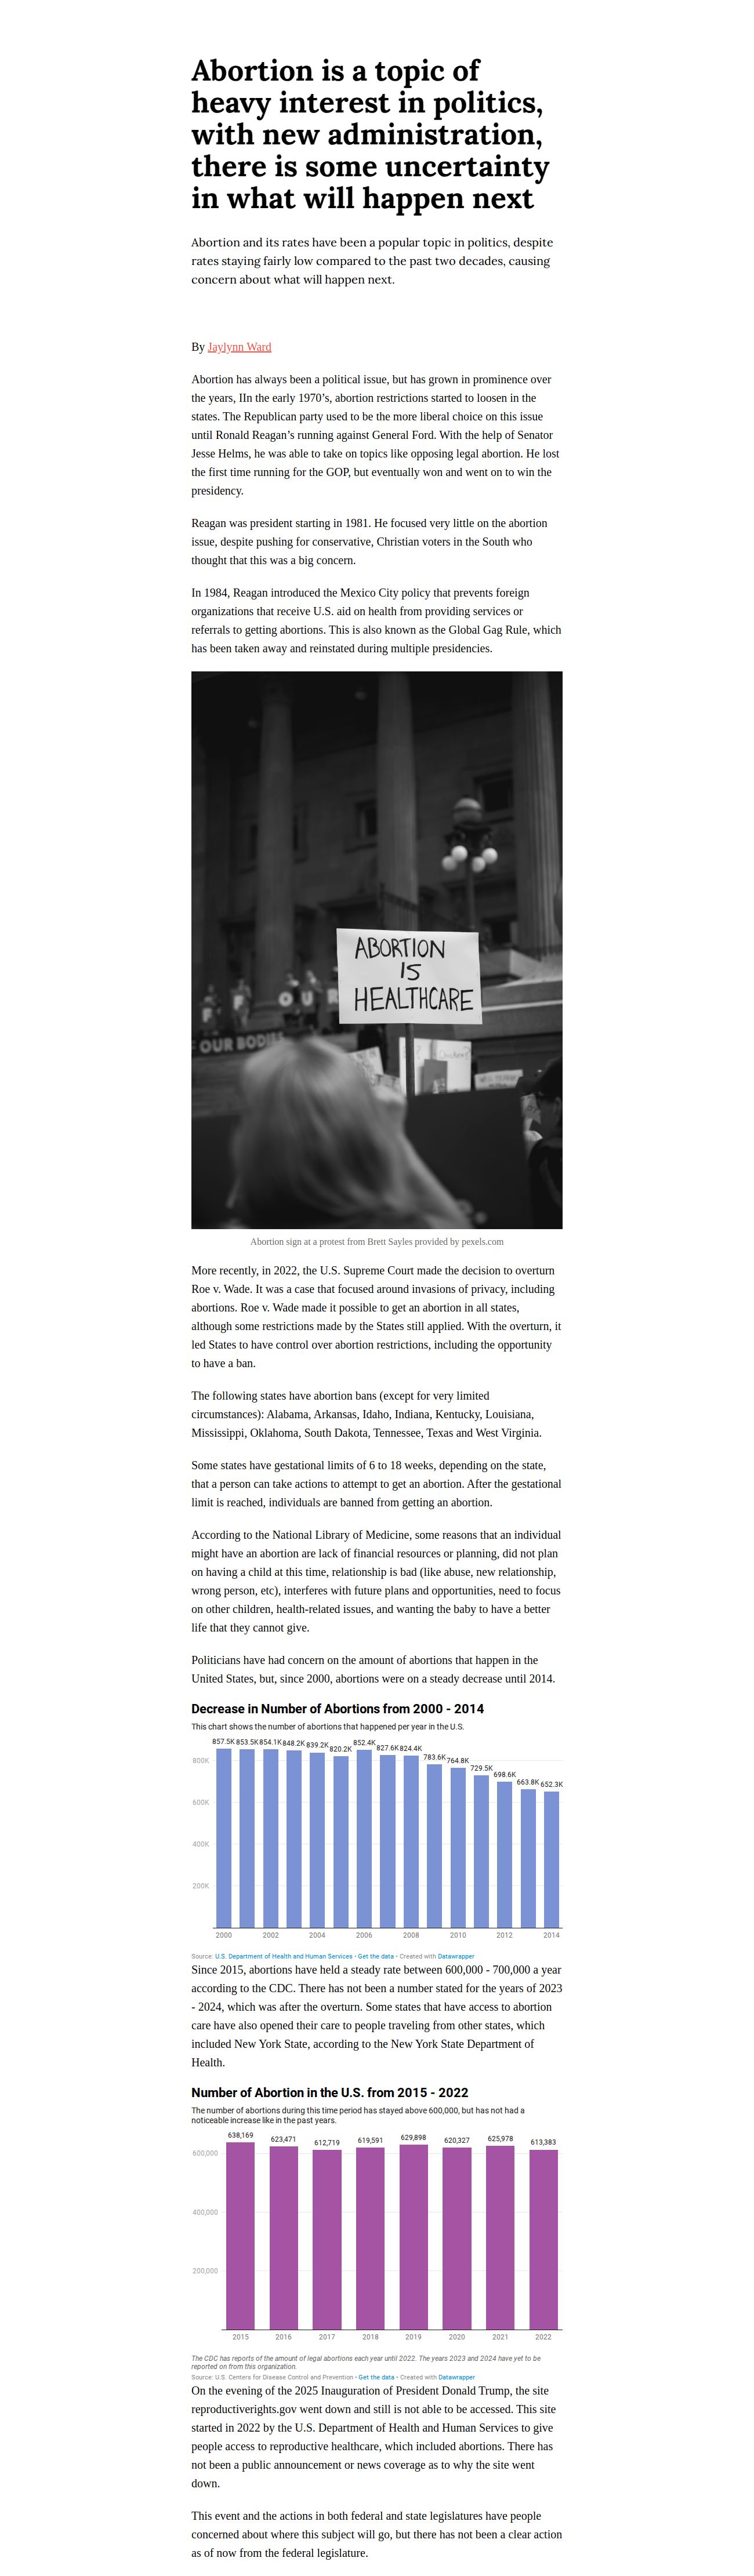 Abortion is a topic of
heavy interest in politics,
with new administration,
there is some uncertainty
in what will happen next
Abortion and its rates have been a popular topic in politics, despite
rates staying fairly low compared to the past two decades, causing
concern about what will happen next.
By Jaylynn Ward
Abortion has always been a political issue, but has grown in prominence over
the years, IIn the early 1970’s, abortion restrictions started to loosen in the
states. The Republican party used to be the more liberal choice on this issue
until Ronald Reagan’s running against General Ford. With the help of Senator
Jesse Helms, he was able to take on topics like opposing legal abortion. He lost
the first time running for the GOP, but eventually won and went on to win the
presidency.
Reagan was president starting in 1981. He focused very little on the abortion
issue, despite pushing for conservative, Christian voters in the South who
thought that this was a big concern.
In 1984, Reagan introduced the Mexico City policy that prevents foreign
organizations that receive U.S. aid on health from providing services or
referrals to getting abortions. This is also known as the Global Gag Rule, which
has been taken away and reinstated during multiple presidencies.
ABORTION
IS
HEALTHCARE
F F OUR
F OUR BODIES
Abortion sign at a protest from Brett Sayles provided by pexels.com
More recently, in 2022, the U.S. Supreme Court made the decision to overturn
Roe v. Wade. It was a case that focused around invasions of privacy, including
abortions. Roe v. Wade made it possible to get an abortion in all states,
although some restrictions made by the States still applied. With the overturn, it
led States to have control over abortion restrictions, including the opportunity
to have a ban.
The following states have abortion bans (except for very limited
circumstances): Alabama, Arkansas, Idaho, Indiana, Kentucky, Louisiana,
Mississippi, Oklahoma, South Dakota, Tennessee, Texas and West Virginia.
Some states have gestational limits of 6 to 18 weeks, depending on the state,
that a person can take actions to attempt to get an abortion. After the gestational
limit is reached, individuals are banned from getting an abortion.
According to the National Library of Medicine, some reasons that an individual
might have an abortion are lack of financial resources or planning, did not plan
on having a child at this time, relationship is bad (like abuse, new relationship,
wrong person, etc), interferes with future plans and opportunities, need to focus
on other children, health-related issues, and wanting the baby to have a better
life that they cannot give.
Politicians have had concern on the amount of abortions that happen in the
United States, but, since 2000, abortions were on a steady decrease until 2014.
Decrease in Number of Abortions from 2000 - 2014
This chart shows the number of abortions that happened per year in the U.S.
857.5K 853.5K 854.1K 848.2K 839.2K 820.2K 852.4K 827.6K 824.4K 783.6K 764.8K 729.5K 698.6K 663.8K 652.3K
800K
600K
400K
200K
2000 2002 2004 2006 2008 2010 2012 2014
Source: U.S. Department of Health and Human Services • Get the data • Created with Datawrapper
Since 2015, abortions have held a steady rate between 600,000 - 700,000 a year
according to the CDC. There has not been a number stated for the years of 2023
- 2024, which was after the overturn. Some states that have access to abortion
care have also opened their care to people traveling from other states, which
included New York State, according to the New York State Department of
Health.
Number of Abortion in the U.S. from 2015 - 2022
The number of abortions during this time period has stayed above 600,000, but has not had a
noticeable increase like in the past years.
638,169 623,471 612,719 619,591 629,898 620,327 625,978 613,383
600,000
400,000
200,000
2015 2016 2017 2018 2019 2020 2021 2022
The CDC has reports of the amount of legal abortions each year until 2022. The years 2023 and 2024 have yet to be
reported on from this organization.
Source: U.S. Centers for Disease Control and Prevention • Get the data • Created with Datawrapper
On the evening of the 2025 Inauguration of President Donald Trump, the site
reproductiverights.gov went down and still is not able to be accessed. This site
started in 2022 by the U.S. Department of Health and Human Services to give
people access to reproductive healthcare, which included abortions. There has
not been a public announcement or news coverage as to why the site went
down.
This event and the actions in both federal and state legislatures have people
concerned about where this subject will go, but there has not been a clear action
as of now from the federal legislature.